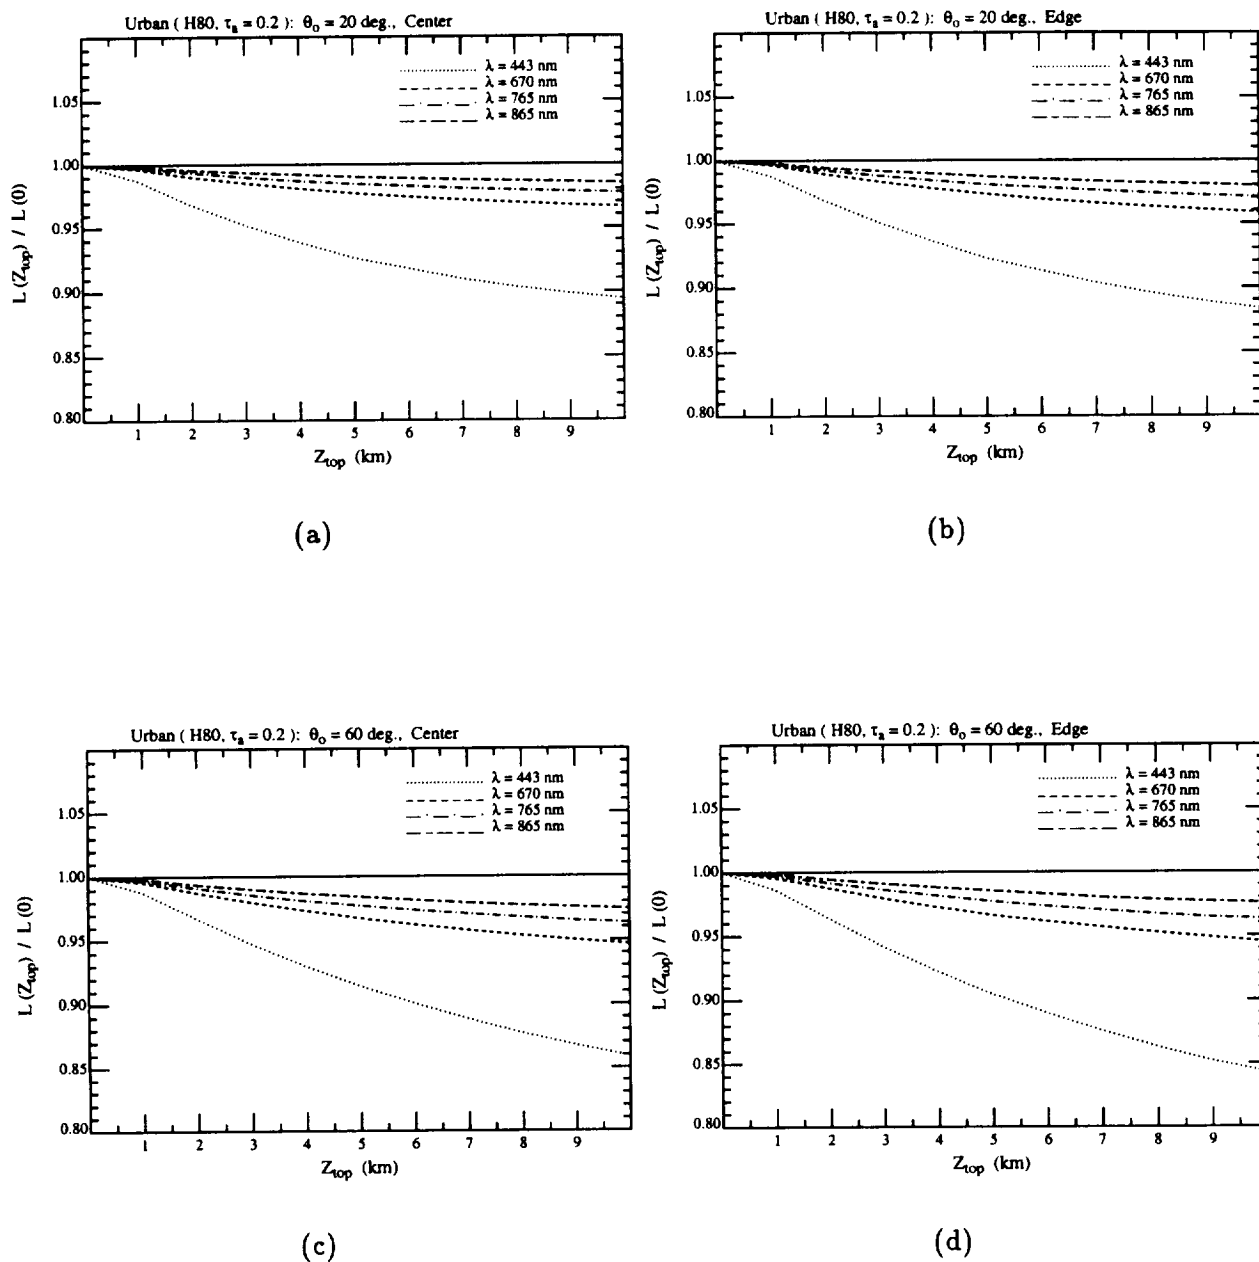 Urban ( H80, τₐ = 0.2 ): θₒ = 20 deg., Center
λ = 443 nm
λ = 670 nm
λ = 765 nm
λ = 865 nm
1.05
1.00
0.95
0.90
0.85
0.80
L (Z_top) / L (0)
1 2 3 4 5 6 7 8 9
Z_top (km)
(a)
Urban ( H80, τₐ = 0.2 ): θₒ = 20 deg., Edge
λ = 443 nm
λ = 670 nm
λ = 765 nm
λ = 865 nm
1.05
1.00
0.95
0.90
0.85
0.80
L (Z_top) / L (0)
1 2 3 4 5 6 7 8 9
Z_top (km)
(b)
Urban ( H80, τₐ = 0.2 ): θₒ = 60 deg., Center
λ = 443 nm
λ = 670 nm
λ = 765 nm
λ = 865 nm
1.05
1.00
0.95
0.90
0.85
0.80
L (Z_top) / L (0)
1 2 3 4 5 6 7 8 9
Z_top (km)
(c)
Urban ( H80, τₐ = 0.2 ): θₒ = 60 deg., Edge
λ = 443 nm
λ = 670 nm
λ = 765 nm
λ = 865 nm
1.05
1.00
0.95
0.90
0.85
0.80
L (Z_top) / L (0)
1 2 3 4 5 6 7 8 9
Z_top (km)
(d)